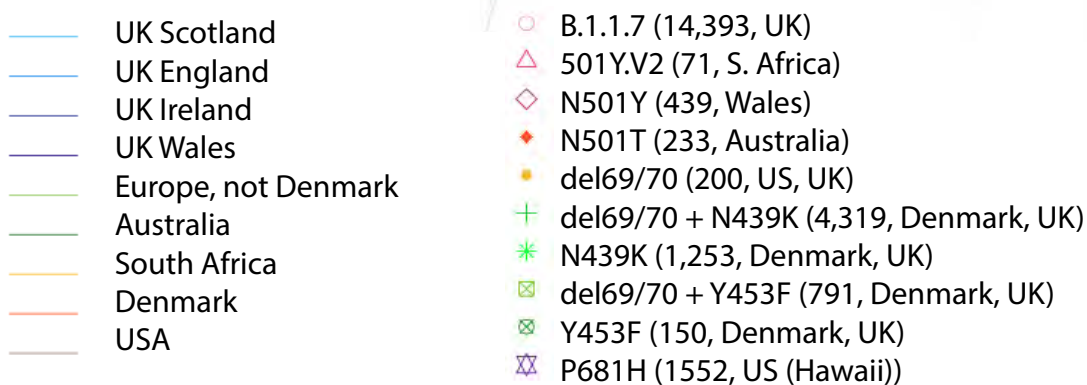 UK Scotland
UK England
UK Ireland
UK Wales
Europe, not Denmark
Australia
South Africa
Denmark
USA
B.1.1.7 (14,393, UK)
501Y.V2 (71, S. Africa)
N501Y (439, Wales)
N501T (233, Australia)
del69/70 (200, US, UK)
del69/70 + N439K (4,319, Denmark, UK)
N439K (1,253, Denmark, UK)
del69/70 + Y453F (791, Denmark, UK)
Y453F (150, Denmark, UK)
P681H (1552, US (Hawaii))